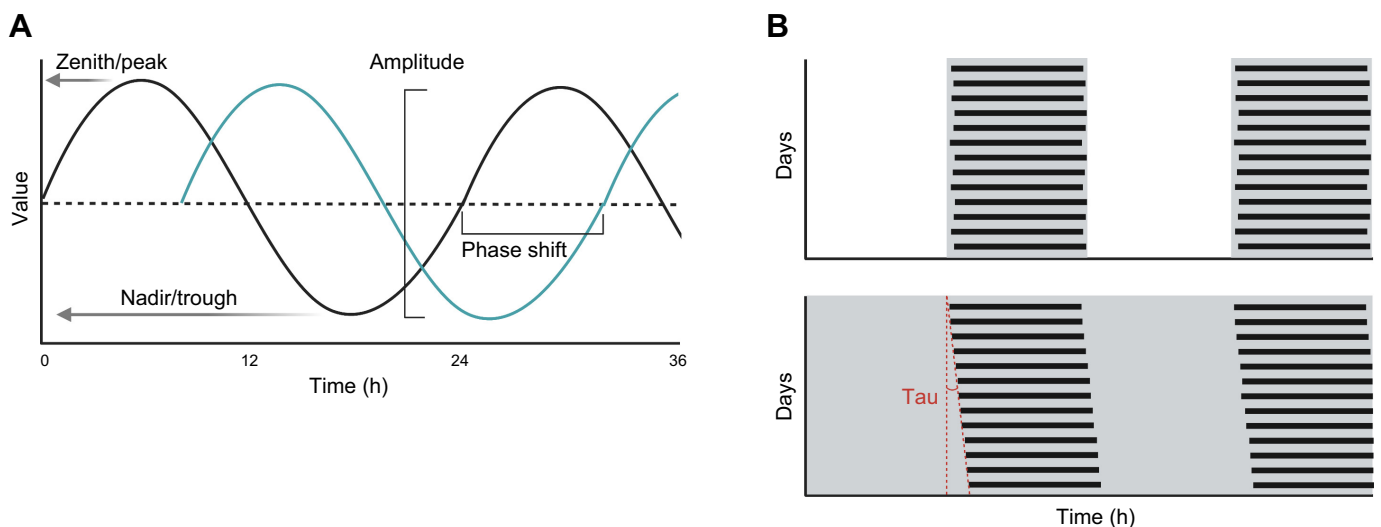 A
Zenith/peak
Amplitude
Value
Phase shift
Nadir/trough
0
12
24
36
Time (h)
B
Days
Days
Tau
Time (h)